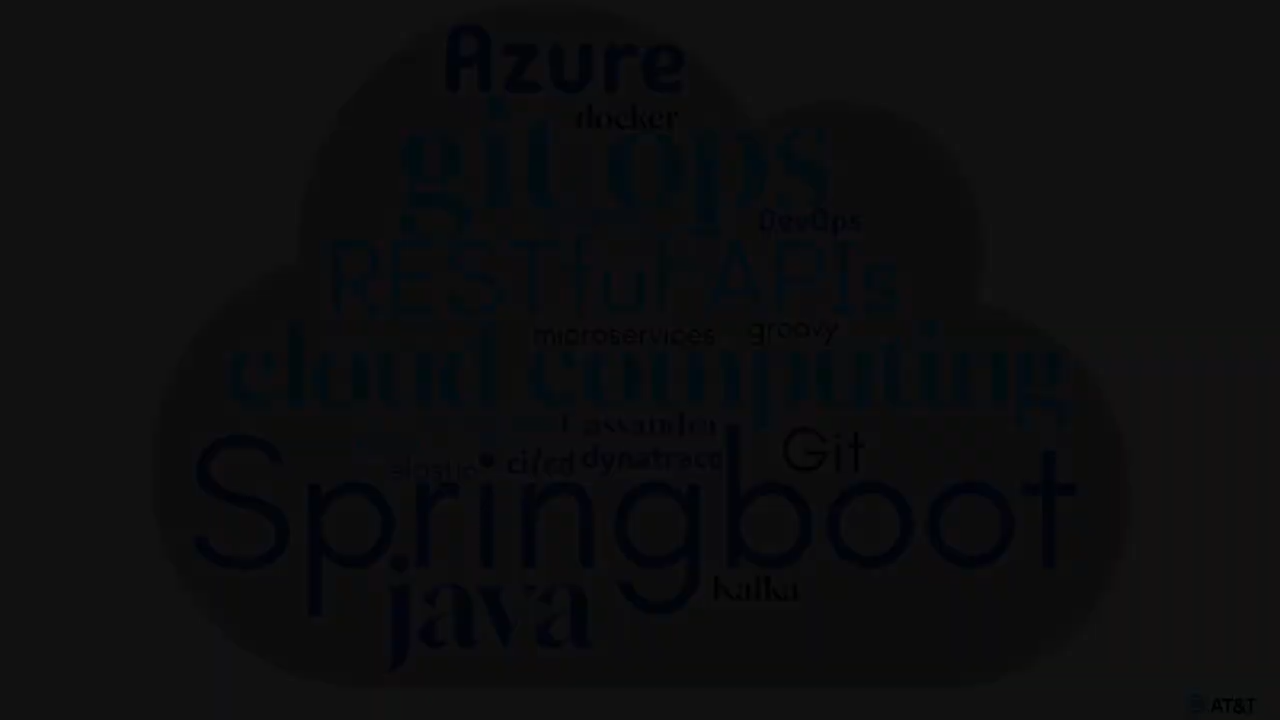 Azure
docker
git ops
DevOps
RESTful APIs
microservices groovy
cloud computing
Cassander
elastic ci/cd dynatrace Git
Springboot
java kafka
AT&T